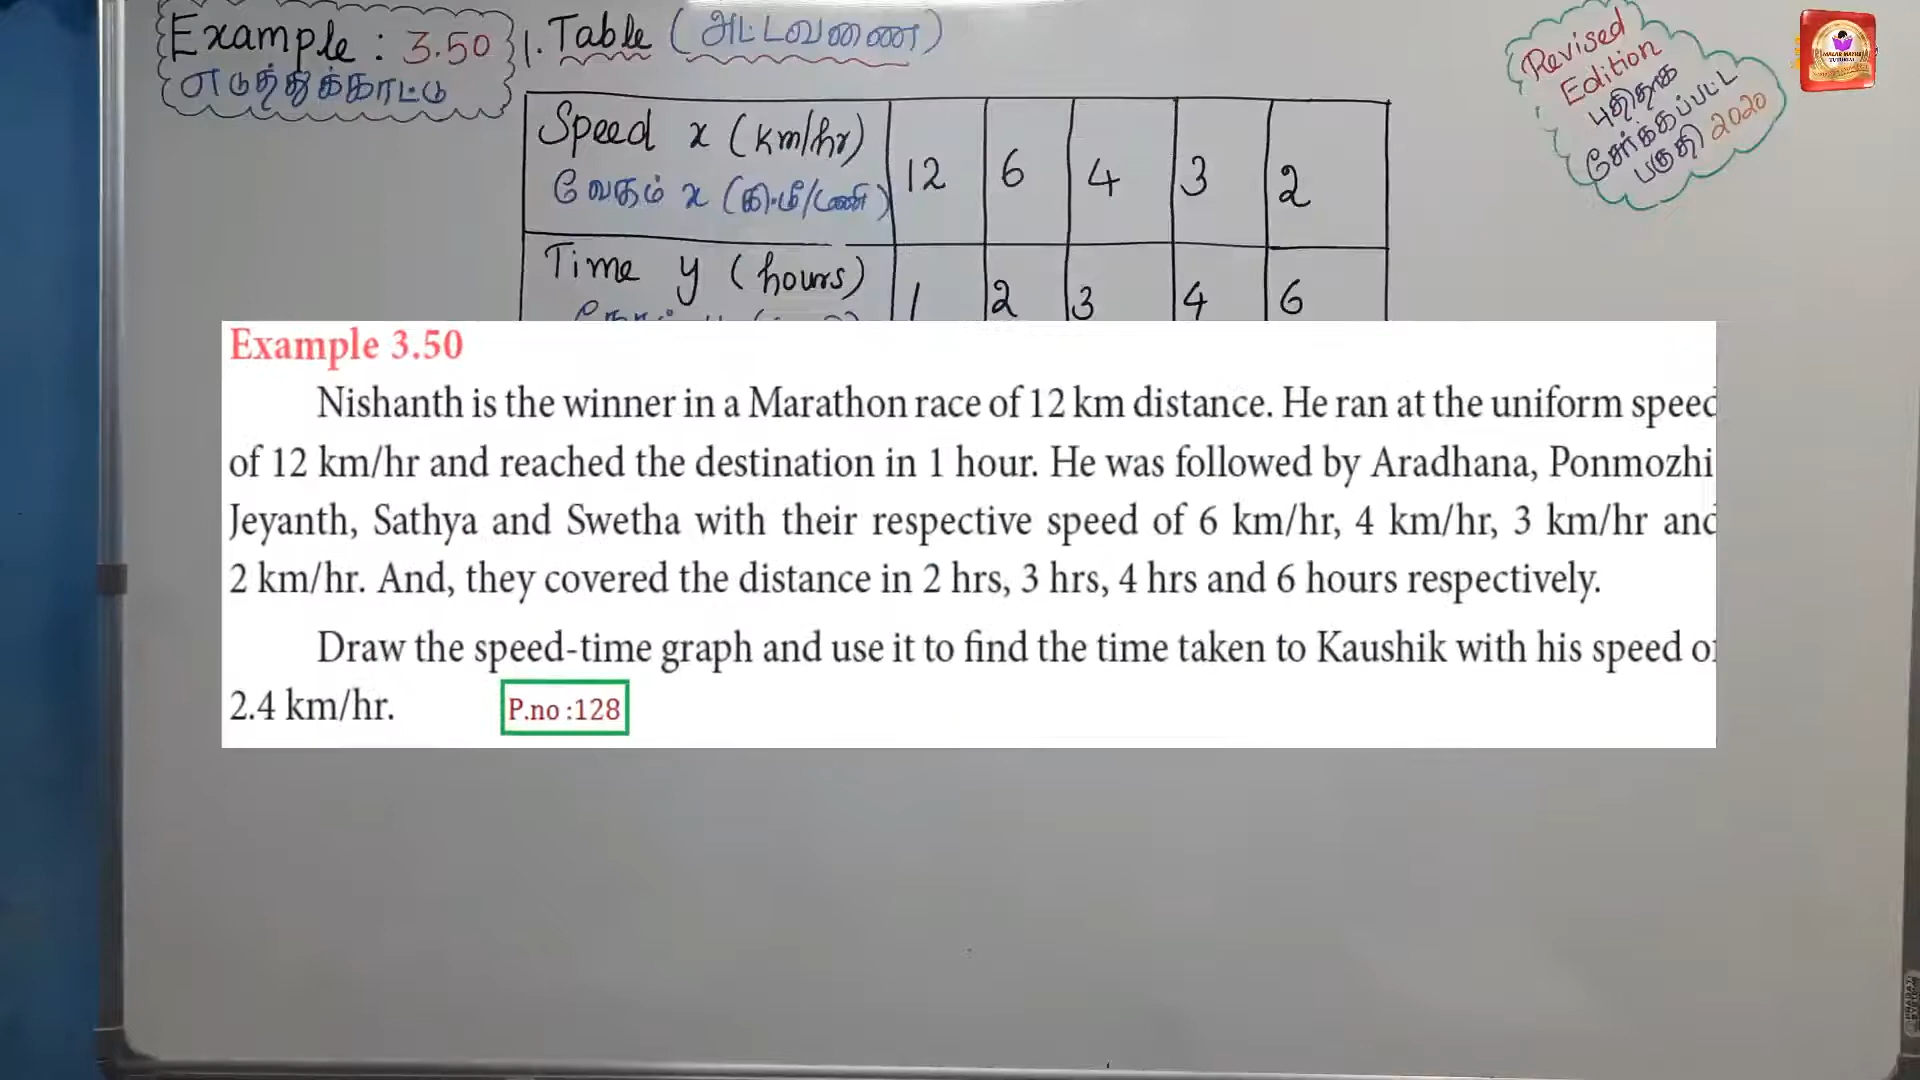 Example : 3.50
எடுத்துக்காட்டு
1. Table (அட்டவணை)
Revised
Edition
புதிதாக
சேர்க்கப்பட்ட
பகுதி 2020
MALAR MATHS
TUTORIAL
Speed x (km/hr) 12 6 4 3 2
வேகம் x (கி.மீ/மணி)
Time y (hours) 1 2 3 4 6
Example 3.50
Nishanth is the winner in a Marathon race of 12 km distance. He ran at the uniform speed
of 12 km/hr and reached the destination in 1 hour. He was followed by Aradhana, Ponmozhi
Jeyanth, Sathya and Swetha with their respective speed of 6 km/hr, 4 km/hr, 3 km/hr and
2 km/hr. And, they covered the distance in 2 hrs, 3 hrs, 4 hrs and 6 hours respectively.
Draw the speed-time graph and use it to find the time taken to Kaushik with his speed of
2.4 km/hr.
P.no :128